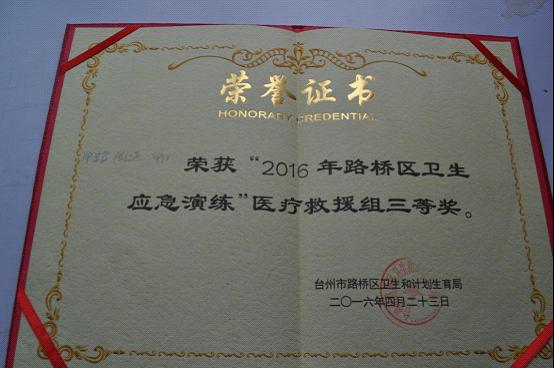 荣誉证书
HONORARY CREDENTIAL
荣获“2016年路桥区卫生
应急演练”医疗救援组三等奖。
台州市路桥区卫生和计划生育局
二〇一六年四月二十三日